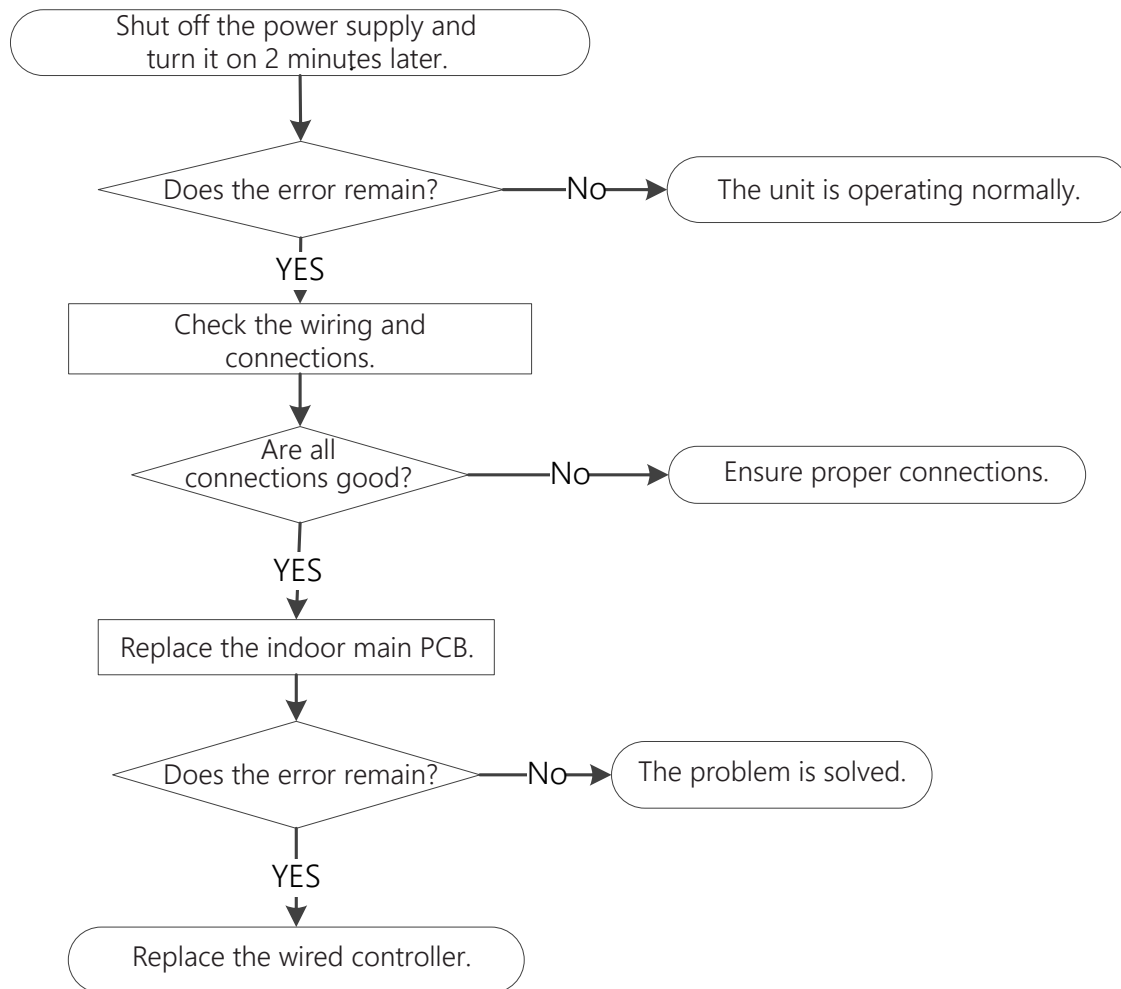 Shut off the power supply and
turn it on 2 minutes later.
Does the error remain?
No
The unit is operating normally.
YES
Check the wiring and
connections.
Are all
connections good?
No
Ensure proper connections.
YES
Replace the indoor main PCB.
Does the error remain?
No
The problem is solved.
YES
Replace the wired controller.